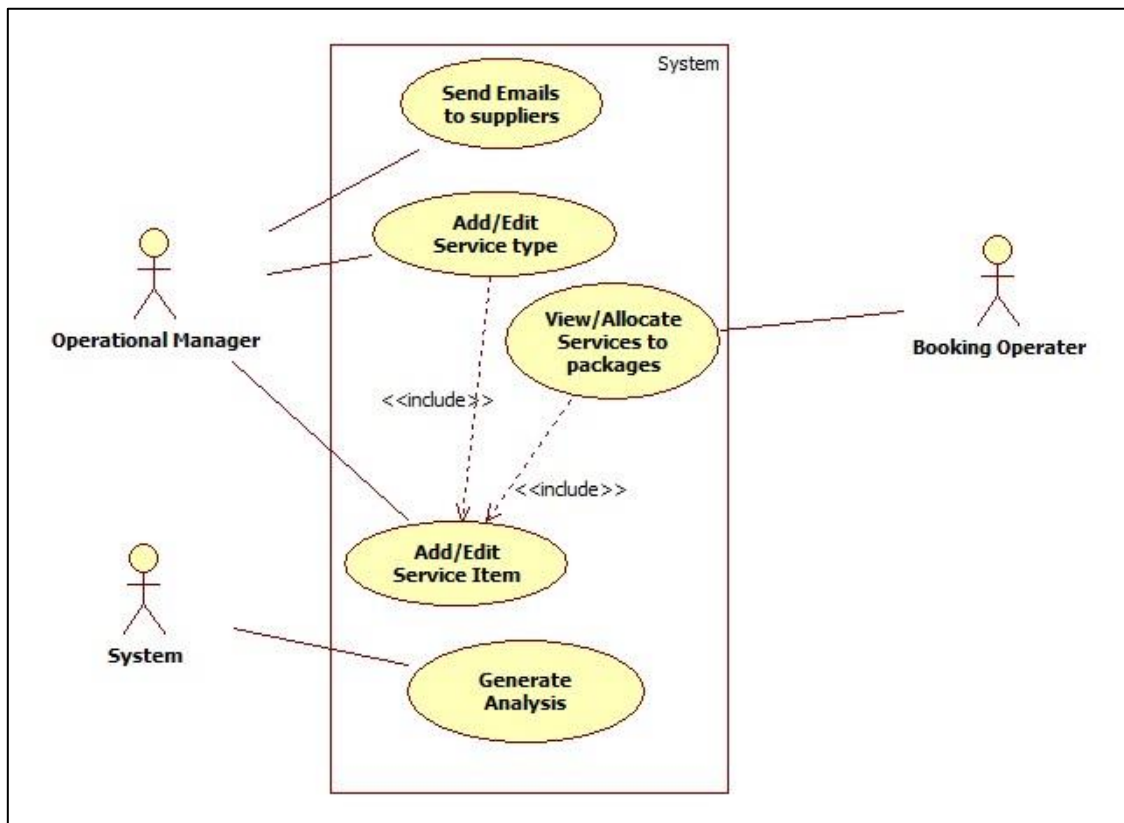 System
Send Emails
to suppliers
Add/Edit
Service type
View/Allocate
Services to
packages
Operational Manager
Booking Operater
<<include>>
<<include>>
Add/Edit
Service Item
System
Generate
Analysis